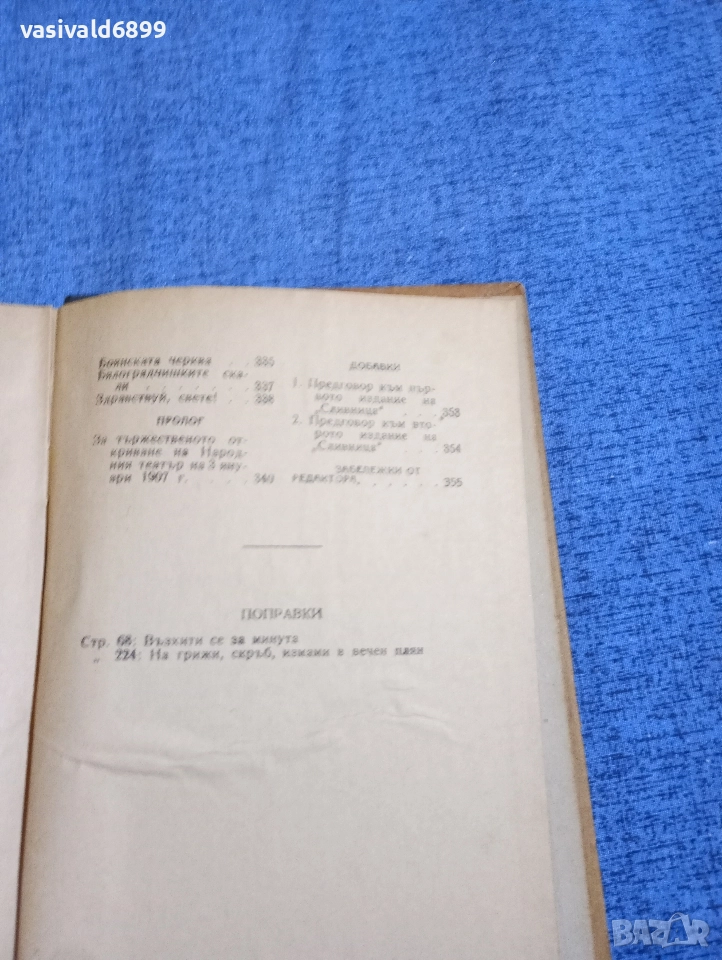 vasivald6899
Боянската черква . . 335
Белоградчишките ска-
ли . . . . . . . 337
Здравствуй, свете! . . 338
ПРОЛОГ
За тържественото от-
криване на Народ-
ния театър на 3 яну-
ари 1907 г. . . . . 340
ДОБАВКИ
1. Предговор към пър-
вото издание на
„Сливница“ . . . 353
2. Предговор към вто-
рото издание на
„Сливница“ . . . 354
ЗАБЕЛЕЖКИ ОТ
РЕДАКТОРА. . . . . . 355
ПОПРАВКИ
Стр. 68: Възхити се за минута
„ 224: На грижи, скръб, измами в вечен плян
BAZAR